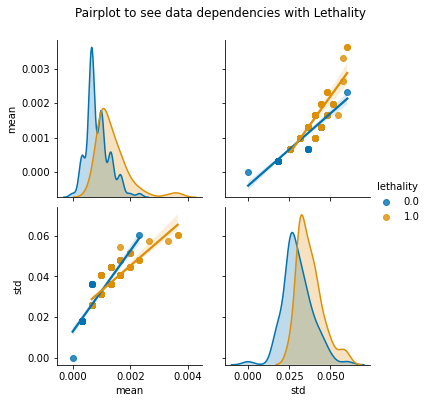 Pairplot to see data dependencies with Lethality
0.003
0.002
0.001
0.000
mean
lethality
0.0
1.0
0.06
0.04
0.02
0.00
std
0.000 0.002 0.004
mean
0.000 0.025 0.050
std